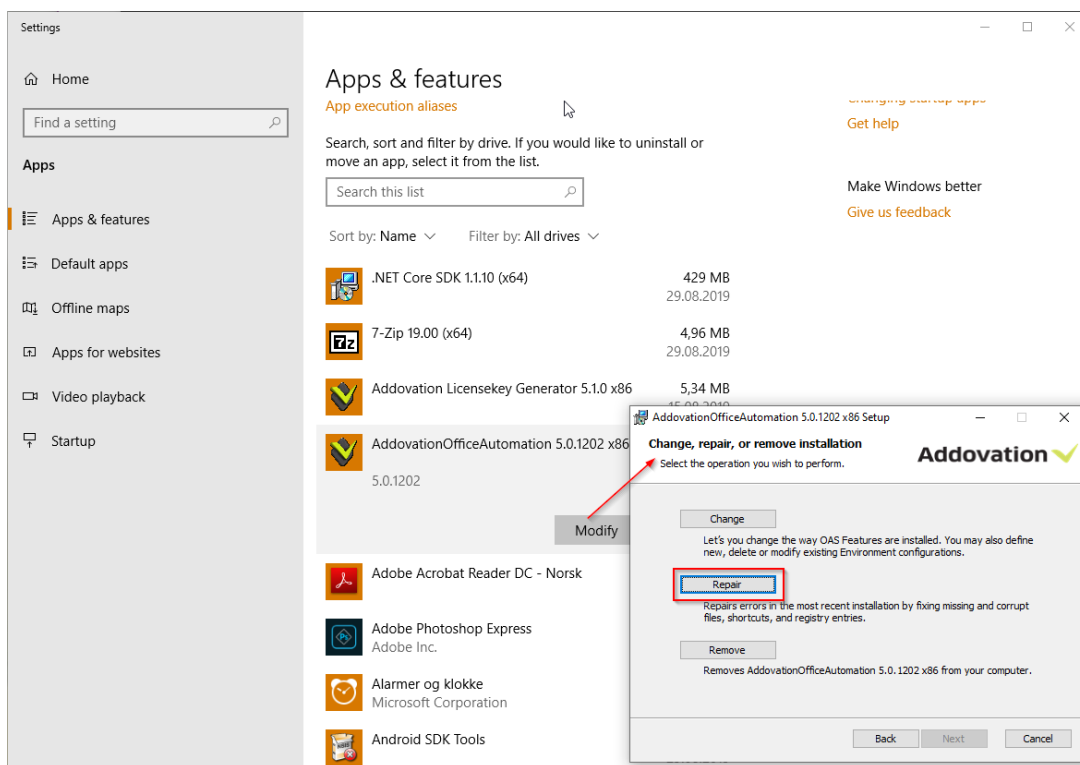 Settings
Home
Find a setting
Apps
Apps & features
Default apps
Offline maps
Apps for websites
Video playback
Startup
Apps & features
App execution aliases
Search, sort and filter by drive. If you would like to uninstall or
move an app, select it from the list.
Search this list
Sort by: Name
Filter by: All drives
.NET Core SDK 1.1.10 (x64)
429 MB
29.08.2019
7-Zip 19.00 (x64)
4,96 MB
29.08.2019
Addovation Licensekey Generator 5.1.0 x86
5,34 MB
15.08.2019
AddovationOfficeAutomation 5.0.1202 x86
5.0.1202
Modify
Adobe Acrobat Reader DC - Norsk
Adobe Photoshop Express
Adobe Inc.
Alarmer og klokke
Microsoft Corporation
Android SDK Tools
Changing startup apps
Get help
Make Windows better
Give us feedback
AddovationOfficeAutomation 5.0.1202 x86 Setup
Change, repair, or remove installation
Select the operation you wish to perform.
Addovation
Change
Let's you change the way OAS Features are installed. You may also define
new, delete or modify existing Environment configurations.
Repair
Repairs errors in the most recent installation by fixing missing and corrupt
files, shortcuts, and registry entries.
Remove
Removes AddovationOfficeAutomation 5.0.1202 x86 from your computer.
Back
Next
Cancel